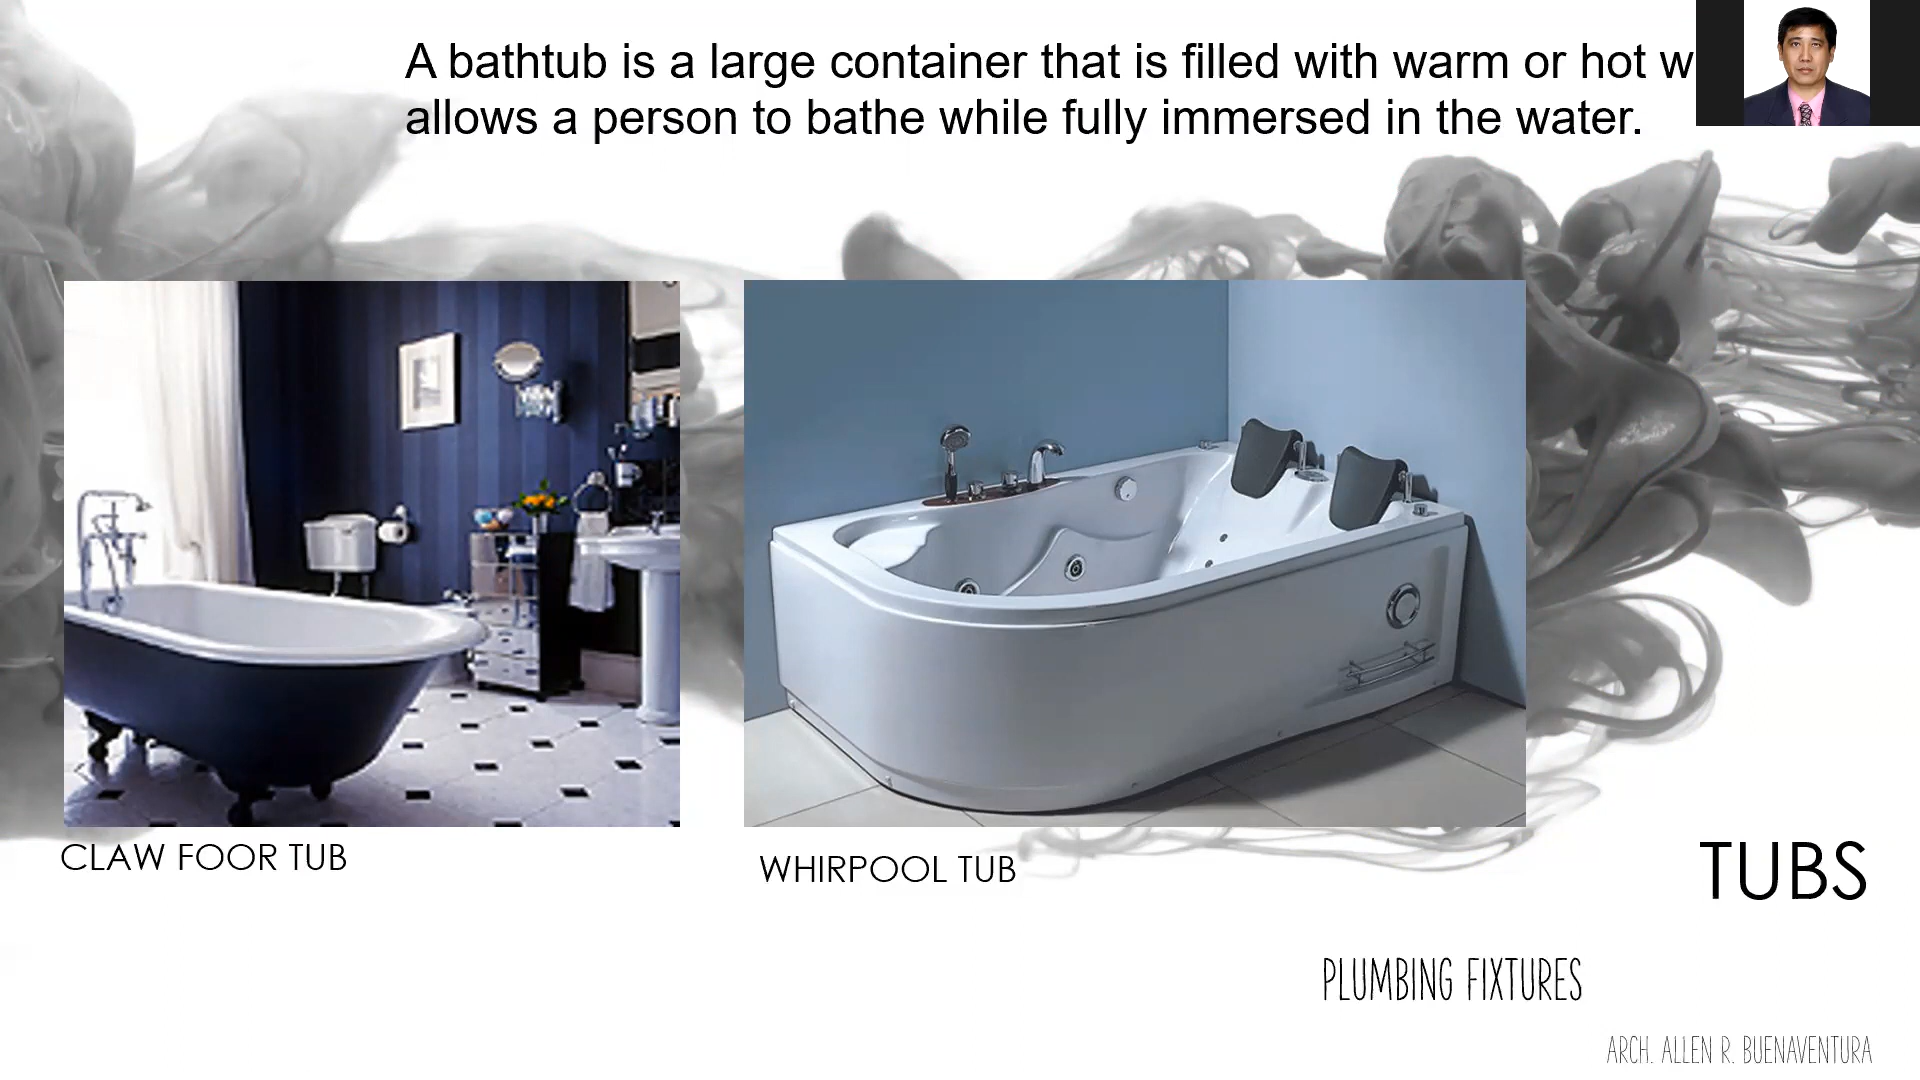 A bathtub is a large container that is filled with warm or hot w
allows a person to bathe while fully immersed in the water.
CLAW FOOR TUB
WHIRPOOL TUB
TUBS
PLUMBING FIXTURES
ARCH. ALLEN R. BUENAVENTURA